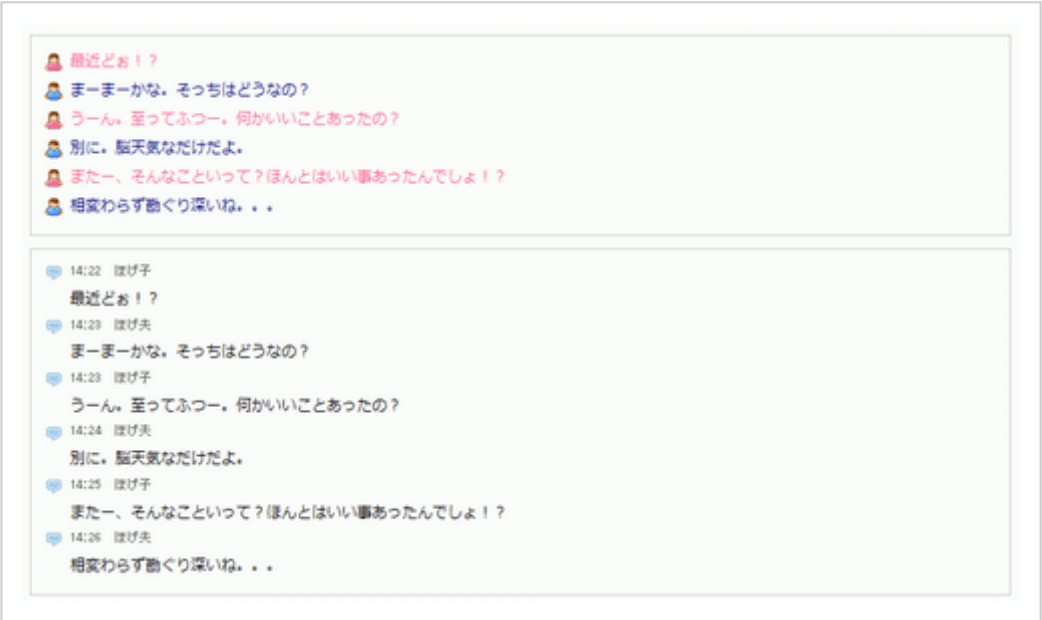 最近どぉ！？
まーまーかな。そっちはどうなの？
うーん。至ってふつー。何かいいことあったの？
別に。脳天気なだけだよ。
またー、そんなこといって？ほんとはいい事あったんでしょ！？
相変わらず勘ぐり深いね。。。
14:22 ほげ子
最近どぉ！？
14:23 ほげ夫
まーまーかな。そっちはどうなの？
14:23 ほげ子
うーん。至ってふつー。何かいいことあったの？
14:24 ほげ夫
別に。脳天気なだけだよ。
14:25 ほげ子
またー、そんなこといって？ほんとはいい事あったんでしょ！？
14:26 ほげ夫
相変わらず勘ぐり深いね。。。